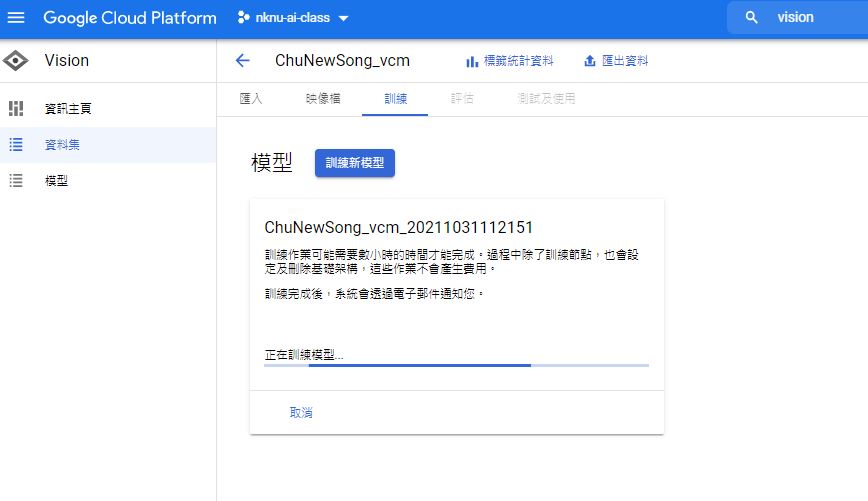 Google Cloud Platform
nknu-ai-class
vision
Vision
ChuNewSong_vcm
標籤統計資料
匯出資料
資訊主頁
資料集
模型
匯入
映像檔
訓練
評估
測試及使用
模型
訓練新模型
ChuNewSong_vcm_20211031112151
訓練作業可能需要數小時的時間才能完成。過程中除了訓練節點，也會設
定及刪除基礎架構，這些作業不會產生費用。
訓練完成後，系統會透過電子郵件通知您。
正在訓練模型...
取消